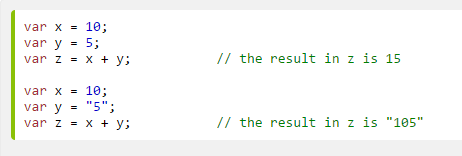 var x = 10;
var y = 5;
var z = x + y;           // the result in z is 15

var x = 10;
var y = "5";
var z = x + y;           // the result in z is "105"